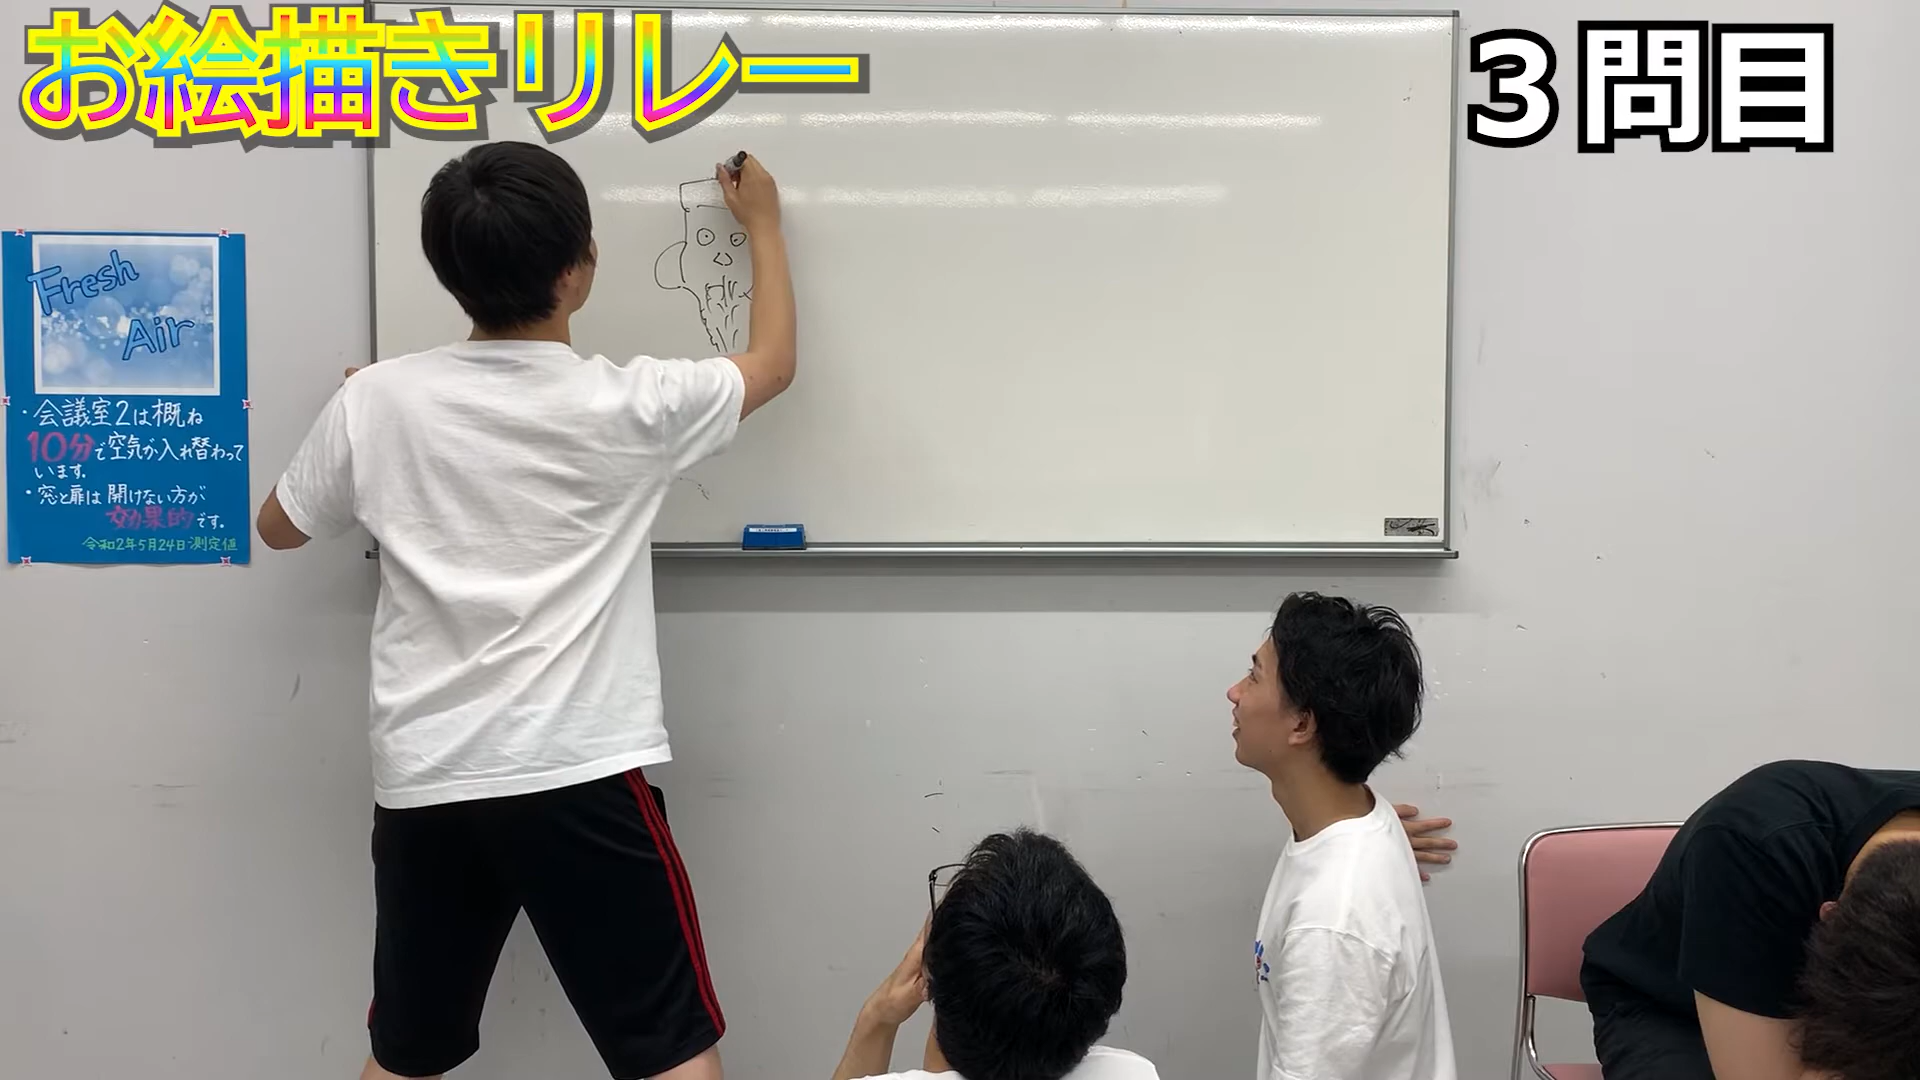 お絵描きリレー
３問目
Fresh
Air
・会議室2は概ね
10分で空気が入れ替わって
います。
・窓と扉は開けない方が
効果的です。
令和2年5月24日測定値